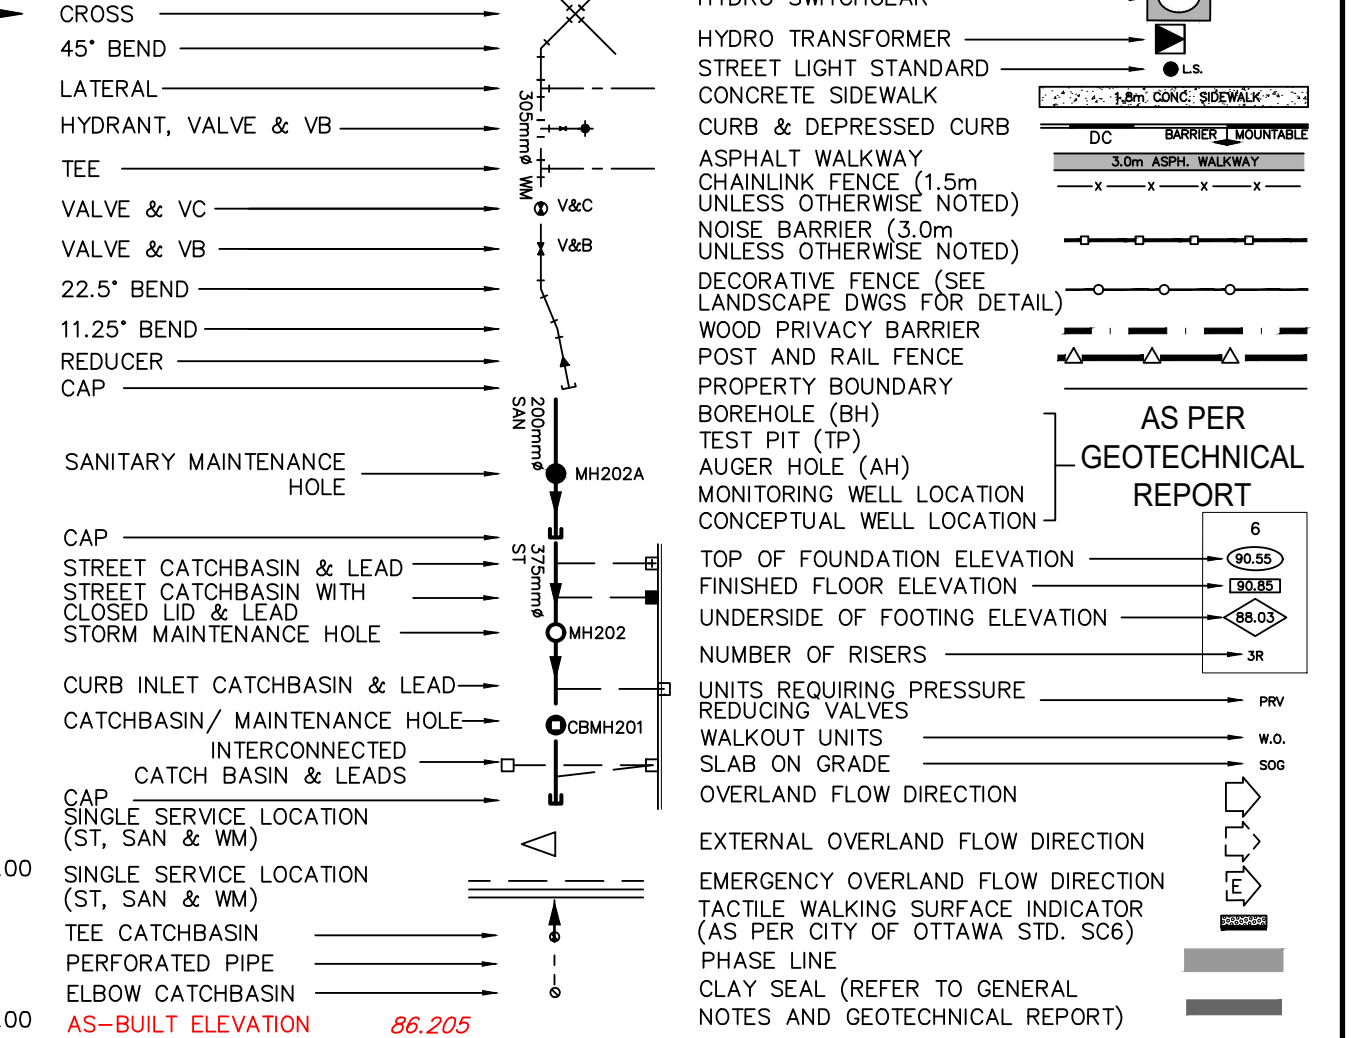 CROSS
45° BEND
LATERAL
HYDRANT, VALVE & VB
TEE
VALVE & VC
VALVE & VB
22.5° BEND
11.25° BEND
REDUCER
CAP
305mmø WM
V&C
V&B
200mmø
SAN
SANITARY MAINTENANCE
HOLE
MH202A
CAP
375mmø
ST
STREET CATCHBASIN & LEAD
STREET CATCHBASIN WITH
CLOSED LID & LEAD
STORM MAINTENANCE HOLE
MH202
CURB INLET CATCHBASIN & LEAD
CATCHBASIN/ MAINTENANCE HOLE
CBMH201
INTERCONNECTED
CATCH BASIN & LEADS
CAP
SINGLE SERVICE LOCATION
(ST, SAN & WM)
.00
SINGLE SERVICE LOCATION
(ST, SAN & WM)
TEE CATCHBASIN
PERFORATED PIPE
ELBOW CATCHBASIN
.00
AS-BUILT ELEVATION 86.205
HYDRO SWITCHGEAR
HYDRO TRANSFORMER
STREET LIGHT STANDARD
L.S.
CONCRETE SIDEWALK
1.8m CONC. SIDEWALK
CURB & DEPRESSED CURB
DC BARRIER MOUNTABLE
ASPHALT WALKWAY
3.0m ASPH. WALKWAY
CHAINLINK FENCE (1.5m
UNLESS OTHERWISE NOTED)
x x x x
NOISE BARRIER (3.0m
UNLESS OTHERWISE NOTED)
DECORATIVE FENCE (SEE
LANDSCAPE DWGS FOR DETAIL)
WOOD PRIVACY BARRIER
POST AND RAIL FENCE
PROPERTY BOUNDARY
BOREHOLE (BH)
TEST PIT (TP)
AUGER HOLE (AH)
MONITORING WELL LOCATION
CONCEPTUAL WELL LOCATION
AS PER
GEOTECHNICAL
REPORT
6
TOP OF FOUNDATION ELEVATION
90.55
FINISHED FLOOR ELEVATION
90.85
UNDERSIDE OF FOOTING ELEVATION
88.03
NUMBER OF RISERS
3R
UNITS REQUIRING PRESSURE
REDUCING VALVES
PRV
WALKOUT UNITS
W.O.
SLAB ON GRADE
SOG
OVERLAND FLOW DIRECTION
EXTERNAL OVERLAND FLOW DIRECTION
EMERGENCY OVERLAND FLOW DIRECTION
E
TACTILE WALKING SURFACE INDICATOR
(AS PER CITY OF OTTAWA STD. SC6)
PHASE LINE
CLAY SEAL (REFER TO GENERAL
NOTES AND GEOTECHNICAL REPORT)